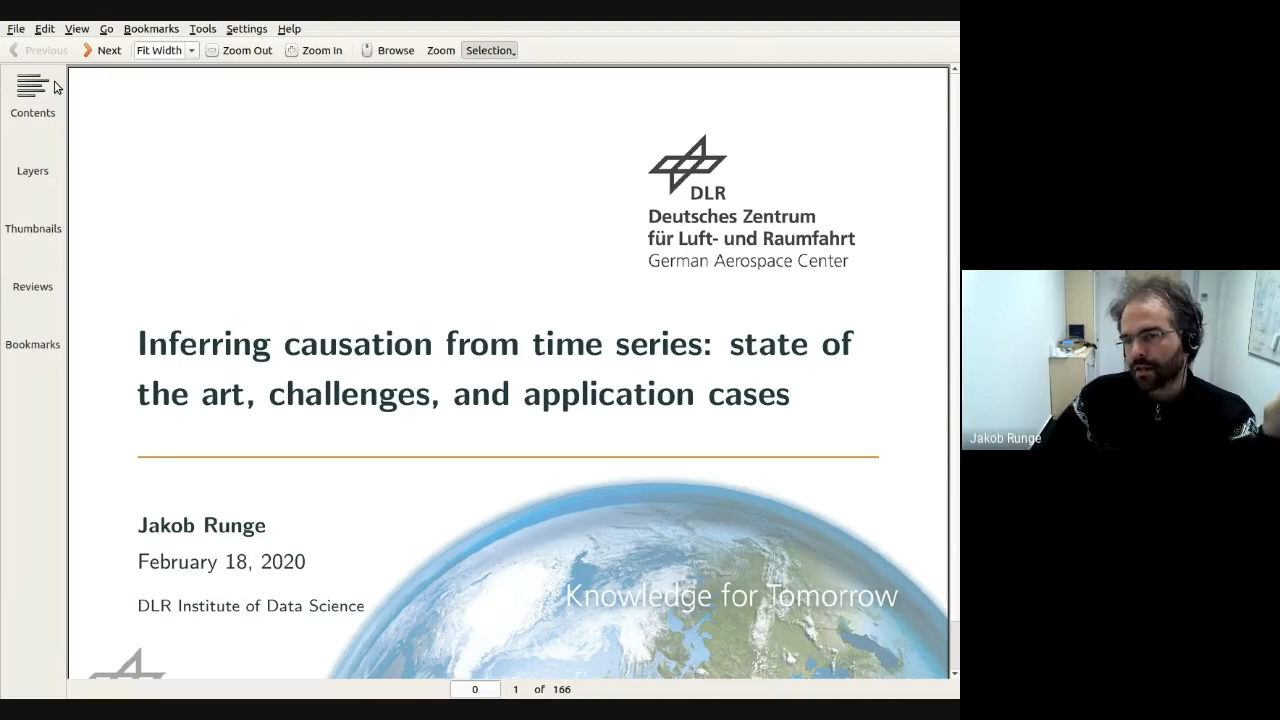 File Edit View Go Bookmarks Tools Settings Help
Previous Next Fit Width Zoom Out Zoom In Browse Zoom Selection
Contents
Layers
Thumbnails
Reviews
Bookmarks
DLR
Deutsches Zentrum
für Luft- und Raumfahrt
German Aerospace Center
Inferring causation from time series: state of
the art, challenges, and application cases
Jakob Runge
February 18, 2020
DLR Institute of Data Science
Knowledge for Tomorrow
0 1 of 166
Jakob Runge